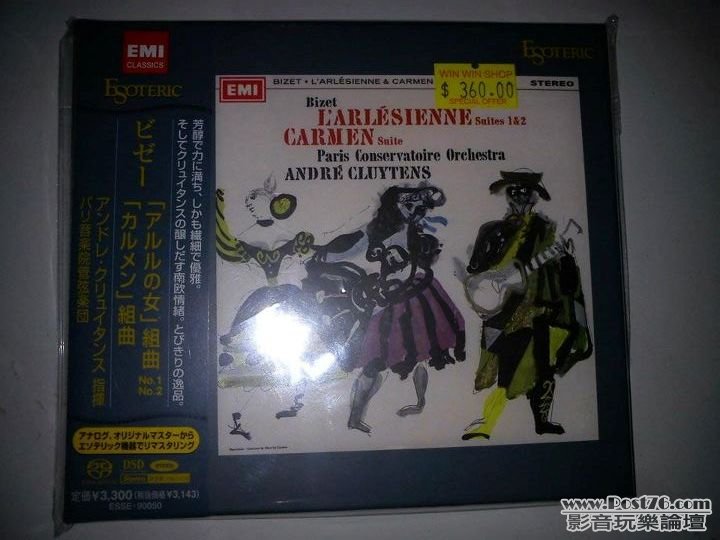 EMI
CLASSICS
ESOTERIC
ESOTERIC
WIN WIN SHOP
$ 360.00
SPECIAL OFFER
EMI
BIZET • L'ARLÉSIENNE & CARMEN
STEREO
Bizet
L'ARLÉSIENNE Suites 1&2
CARMEN Suite
Paris Conservatoire Orchestra
ANDRÉ CLUYTENS
芳醇で力に満ち、しかも繊細で優雅。
そしてクリュイタンスの醸しだす南欧情緒。とびきりの逸品。
ビゼー
「アルルの女」組曲 No.1 No.2
「カルメン」組曲
アンドレ・クリュイタンス 指揮
パリ音楽院管弦楽団
アナログ、オリジナルマスターから
エソテリック機器でリマスタリング
DSD
stereo
定価¥3,300 (税抜価格¥3,143)
ESSE-90050
www.Post76.com
影音玩樂論壇